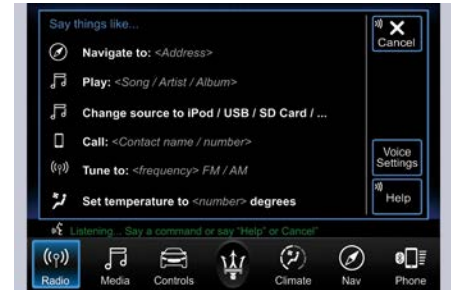 Say things like...
Cancel
Navigate to: <Address>
Play: <Song / Artist / Album>
Change source to iPod / USB / SD Card / ...
Call: <Contact name / number>
Tune to: <frequency> FM / AM
Voice
Settings
Set temperature to <number> degrees
Help
Listening... Say a command or say "Help" or Cancel"
Radio
Media
Controls
Climate
Nav
Phone